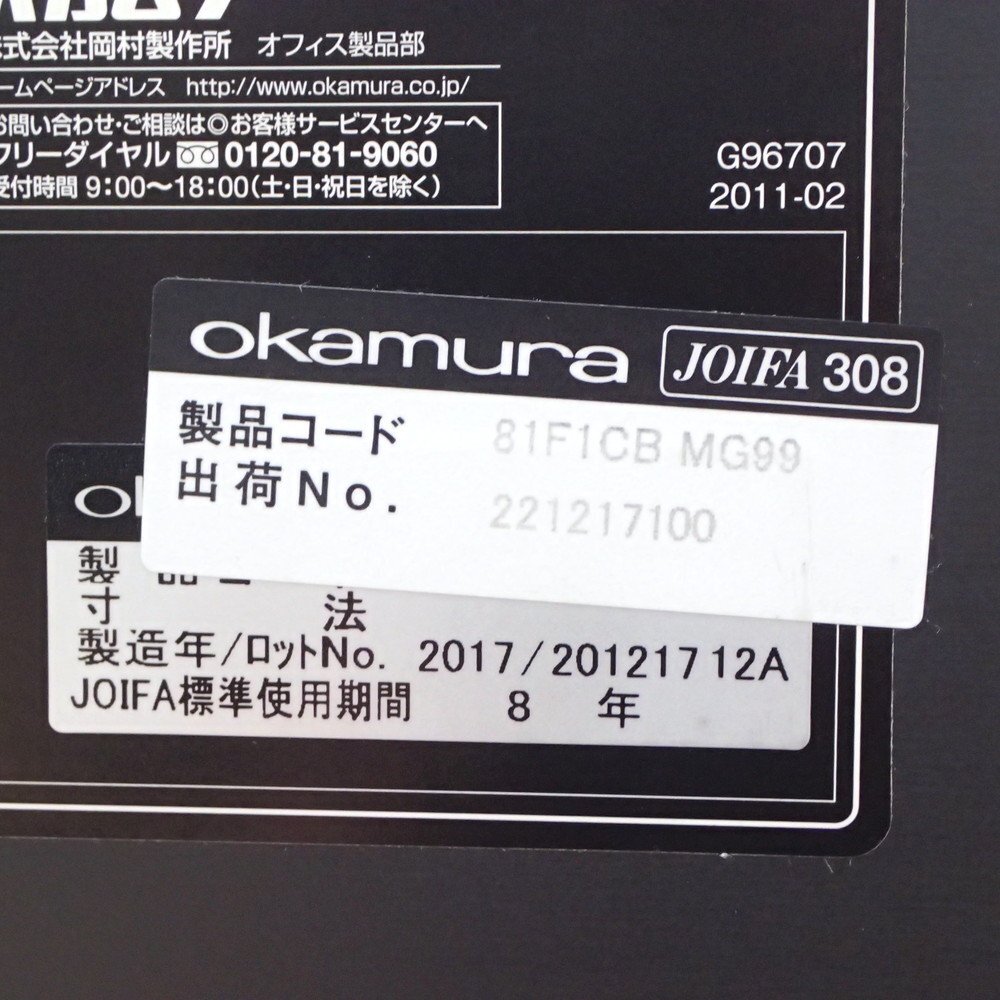 式会社岡村製作所 オフィス製品部
ームページアドレス http://www.okamura.co.jp/
お問い合わせ・ご相談は◎お客様サービスセンターへ
フリーダイヤル 0120-81-9060
受付時間 9:00〜18:00(土・日・祝日を除く)
G96707
2011-02
okamura JOIFA 308
製品コード 81F1CB MG99
出荷No. 221217100
ok
製品コ
寸法
製造年/ロットNo. 2017/20121712A
JOIFA標準使用期間 8 年